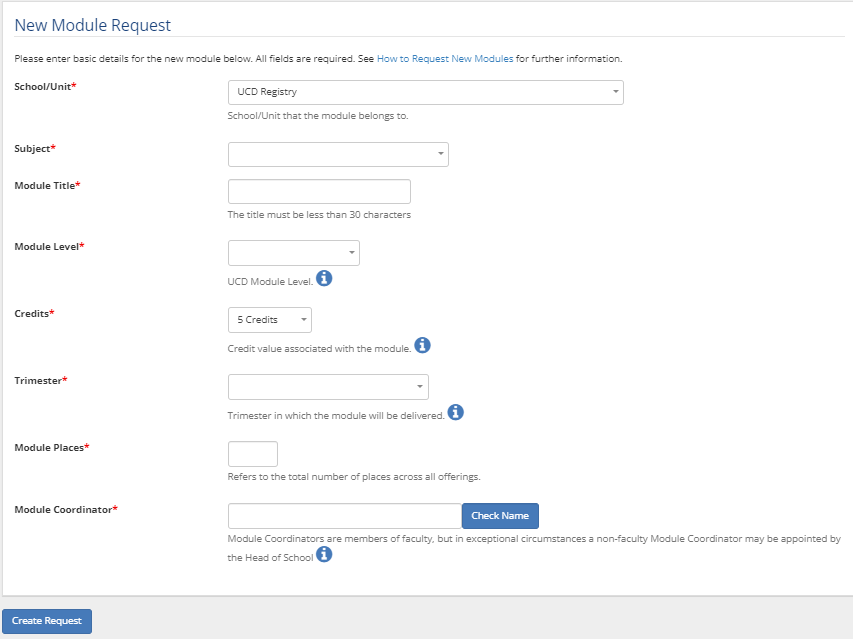 New Module Request
Please enter basic details for the new module below. All fields are required. See How to Request New Modules for further information.
School/Unit*
UCD Registry
School/Unit that the module belongs to.
Subject*
Module Title*
The title must be less than 30 characters
Module Level*
UCD Module Level.
Credits*
5 Credits
Credit value associated with the module.
Trimester*
Trimester in which the module will be delivered.
Module Places*
Refers to the total number of places across all offerings.
Module Coordinator*
Check Name
Module Coordinators are members of faculty, but in exceptional circumstances a non-faculty Module Coordinator may be appointed by
the Head of School
Create Request